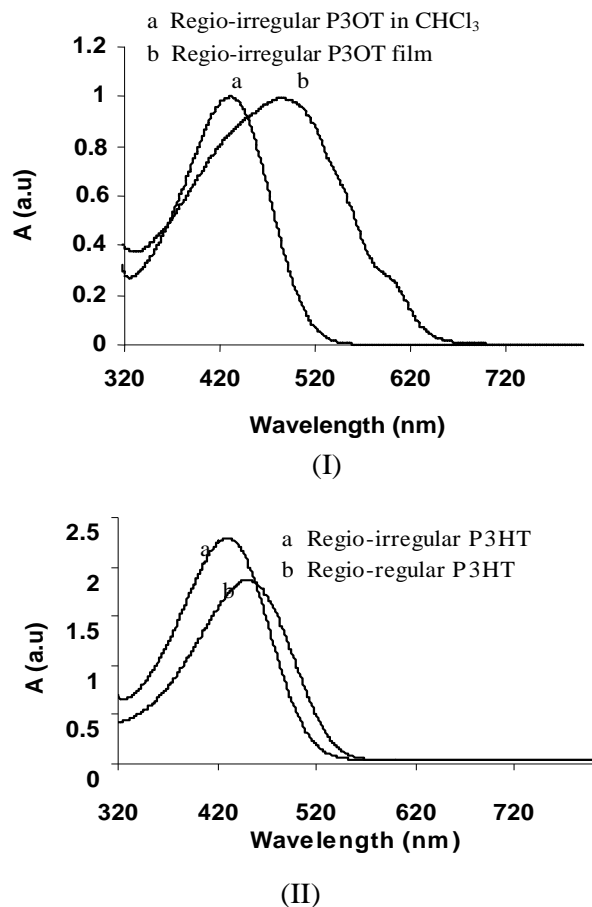 a Regio-irregular P3OT in CHCl₃
b Regio-irregular P3OT film
1.2
1
0.8
0.6
0.4
0.2
0
A (a.u)
a
b
320 420 520 620 720
Wavelength (nm)
(I)
a Regio-irregular P3HT
b Regio-regular P3HT
2.5
2
1.5
1
0.5
0
A (a.u)
a
b
320 420 520 620 720
Wavelength (nm)
(II)